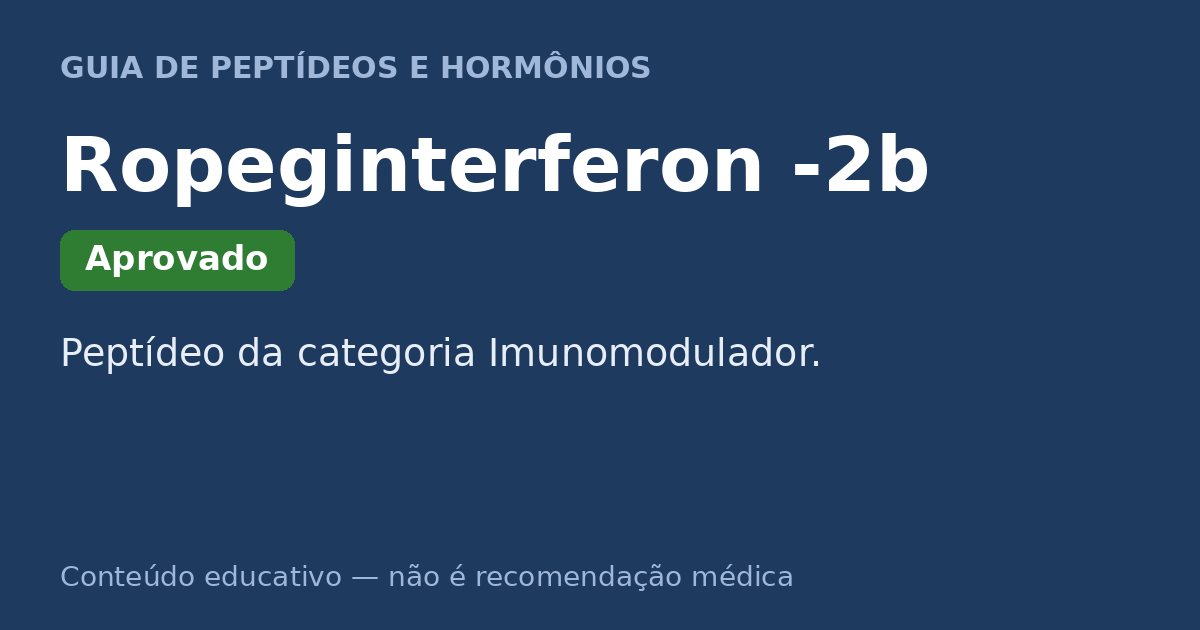 GUIA DE PEPTÍDEOS E HORMÔNIOS
Ropeginterferon -2b
Aprovado
Peptídeo da categoria Imunomodulador.
Conteúdo educativo — não é recomendação médica